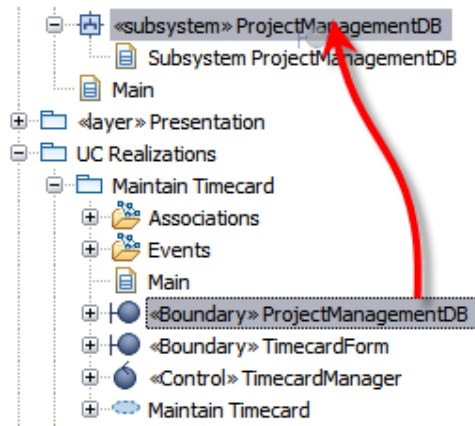 «subsystem» ProjectManagementDB
Subsystem ProjectManagementDB
Main
«layer» Presentation
UC Realizations
Maintain Timecard
Associations
Events
Main
«Boundary» ProjectManagementDB
«Boundary» TimecardForm
«Control» TimecardManager
Maintain Timecard